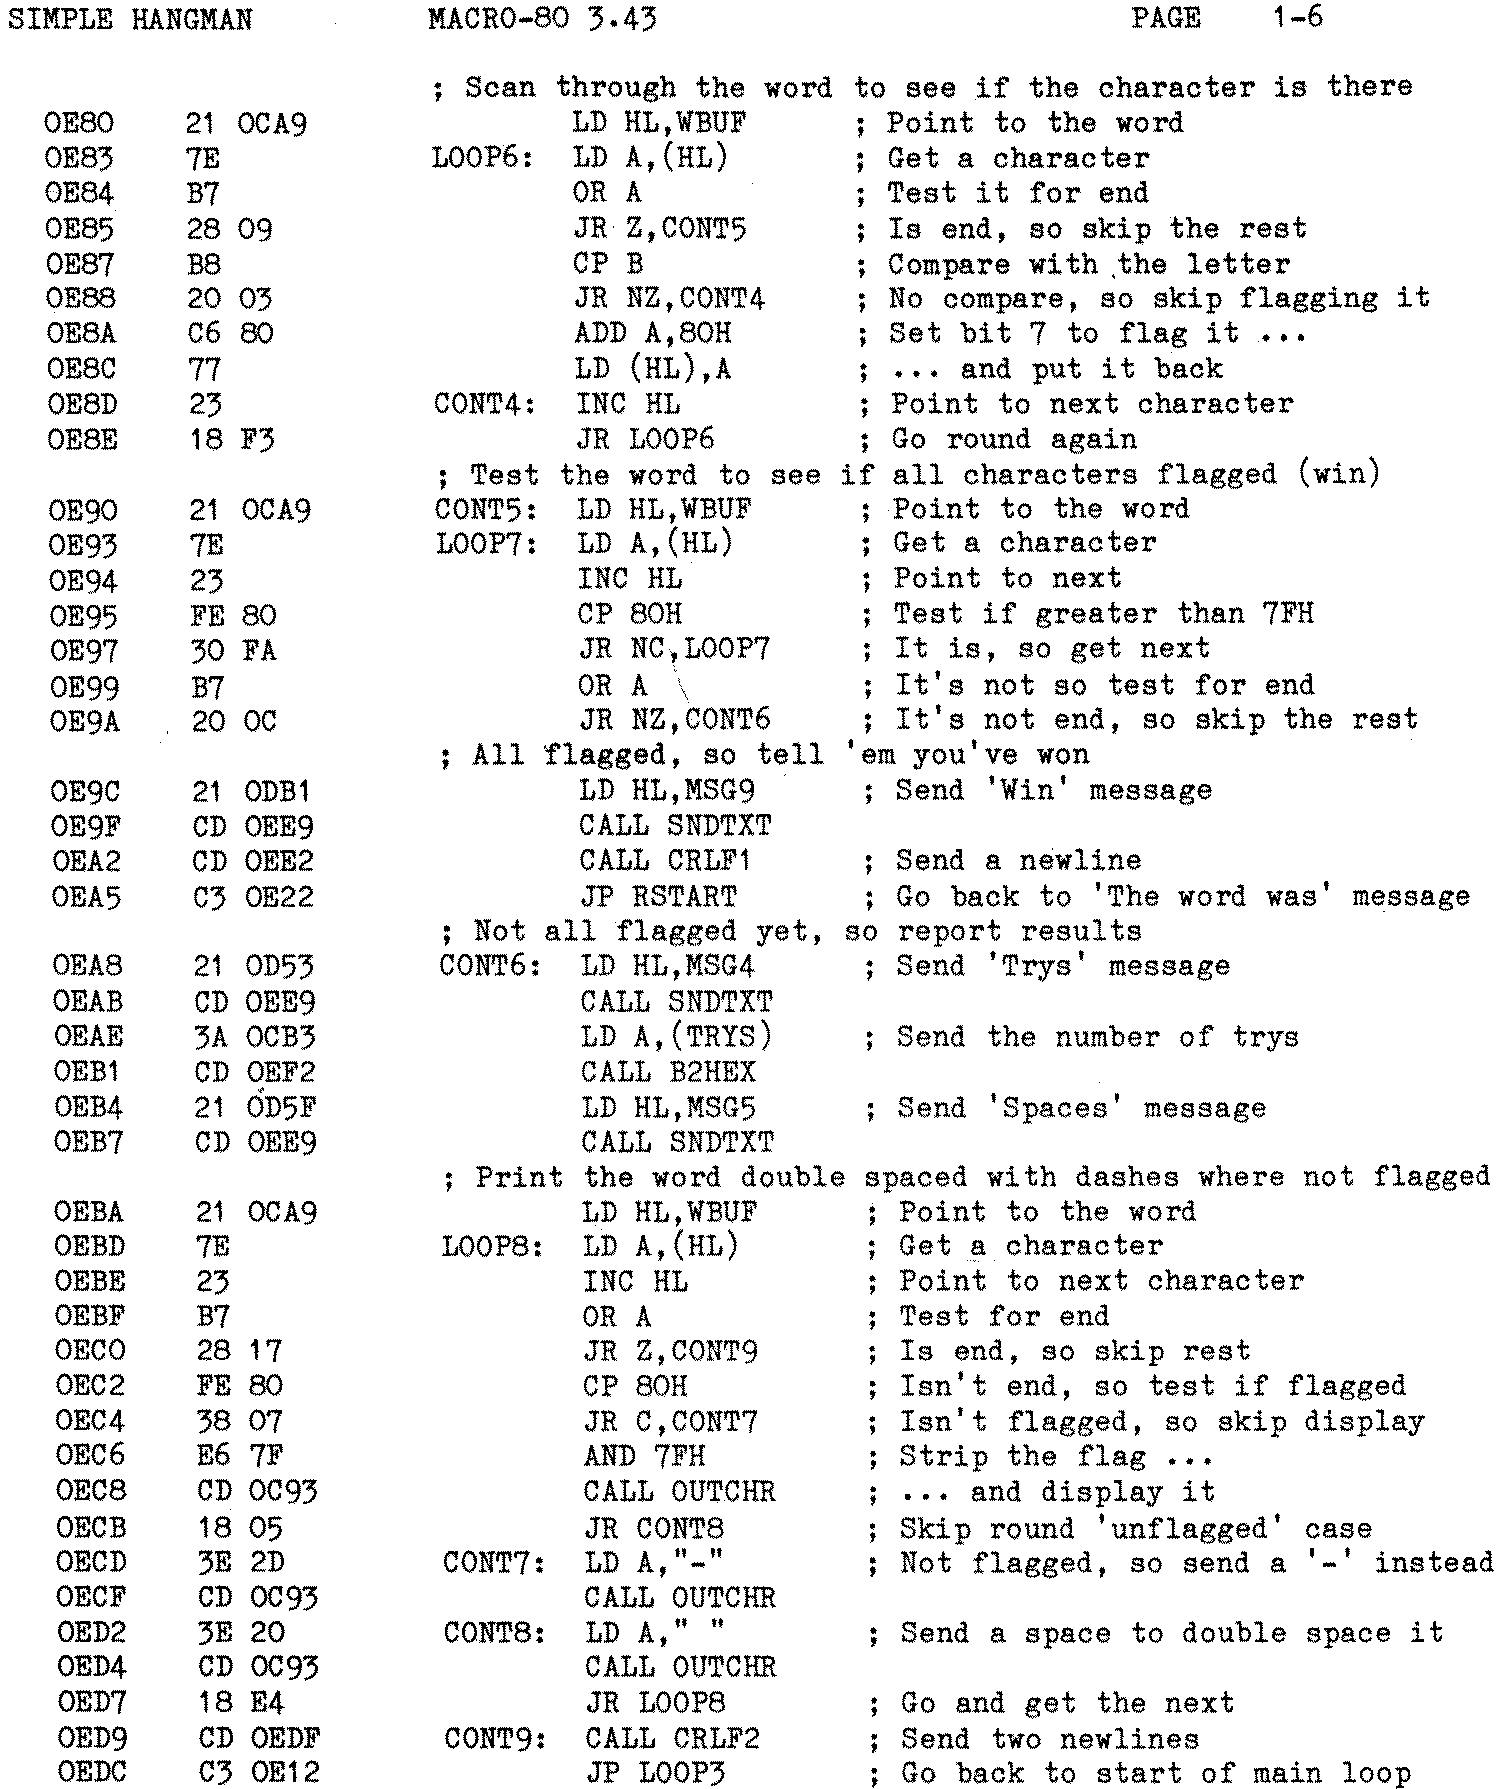 SIMPLE HANGMAN MACRO-80 3.43 PAGE 1-6
; Scan through the word to see if the character is there
0E80 21 0CA9 LD HL,WBUF ; Point to the word
0E83 7E LOOP6: LD A,(HL) ; Get a character
0E84 B7 OR A ; Test it for end
0E85 28 09 JR Z,CONT5 ; Is end, so skip the rest
0E87 B8 CP B ; Compare with the letter
0E88 20 03 JR NZ,CONT4 ; No compare, so skip flagging it
0E8A C6 80 ADD A,80H ; Set bit 7 to flag it ...
0E8C 77 LD (HL),A ; ... and put it back
0E8D 23 CONT4: INC HL ; Point to next character
0E8E 18 F3 JR LOOP6 ; Go round again
; Test the word to see if all characters flagged (win)
0E90 21 0CA9 CONT5: LD HL,WBUF ; Point to the word
0E93 7E LOOP7: LD A,(HL) ; Get a character
0E94 23 INC HL ; Point to next
0E95 FE 80 CP 80H ; Test if greater than 7FH
0E97 30 FA JR NC,LOOP7 ; It is, so get next
0E99 B7 OR A ; It's not so test for end
0E9A 20 0C JR NZ,CONT6 ; It's not end, so skip the rest
; All flagged, so tell 'em you've won
0E9C 21 0DB1 LD HL,MSG9 ; Send 'Win' message
0E9F CD 0EE9 CALL SNDTXT
0EA2 CD 0EE2 CALL CRLF1 ; Send a newline
0EA5 C3 0E22 JP RSTART ; Go back to 'The word was' message
; Not all flagged yet, so report results
0EA8 21 0D53 CONT6: LD HL,MSG4 ; Send 'Trys' message
0EAB CD 0EE9 CALL SNDTXT
0EAE 3A 0CB3 LD A,(TRYS) ; Send the number of trys
0EB1 CD 0EF2 CALL B2HEX
0EB4 21 0D5F LD HL,MSG5 ; Send 'Spaces' message
0EB7 CD 0EE9 CALL SNDTXT
; Print the word double spaced with dashes where not flagged
0EBA 21 0CA9 LD HL,WBUF ; Point to the word
0EBD 7E LOOP8: LD A,(HL) ; Get a character
0EBE 23 INC HL ; Point to next character
0EBF B7 OR A ; Test for end
0EC0 28 17 JR Z,CONT9 ; Is end, so skip rest
0EC2 FE 80 CP 80H ; Isn't end, so test if flagged
0EC4 38 07 JR C,CONT7 ; Isn't flagged, so skip display
0EC6 E6 7F AND 7FH ; Strip the flag ...
0EC8 CD 0C93 CALL OUTCHR ; ... and display it
0ECB 18 05 JR CONT8 ; Skip round 'unflagged' case
0ECD 3E 2D CONT7: LD A,"-" ; Not flagged, so send a '-' instead
0ECF CD 0C93 CALL OUTCHR
0ED2 3E 20 CONT8: LD A," " ; Send a space to double space it
0ED4 CD 0C93 CALL OUTCHR
0ED7 18 E4 JR LOOP8 ; Go and get the next
0ED9 CD 0EDF CONT9: CALL CRLF2 ; Send two newlines
0EDC C3 0E12 JP LOOP3 ; Go back to start of main loop